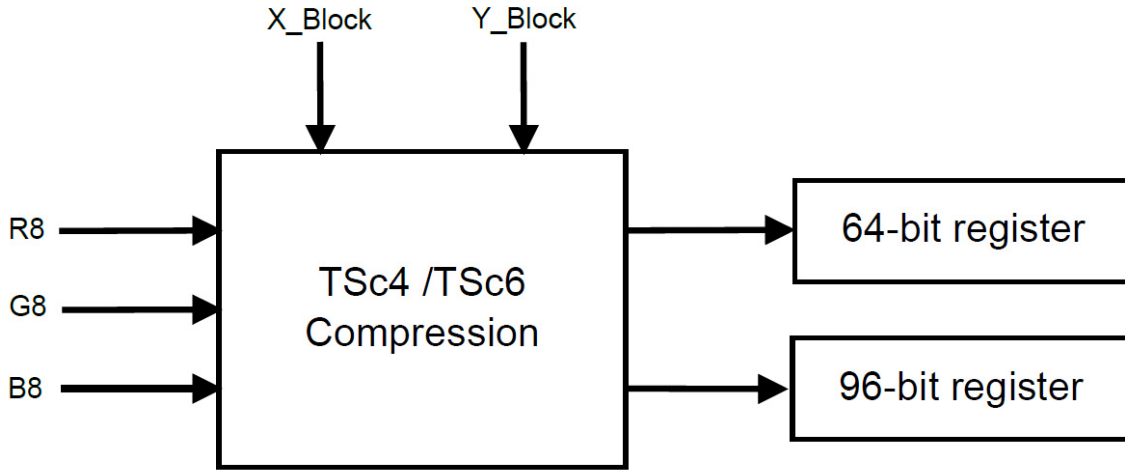 X_Block
Y_Block
R8
G8
B8
TSc4 /TSc6
Compression
64-bit register
96-bit register